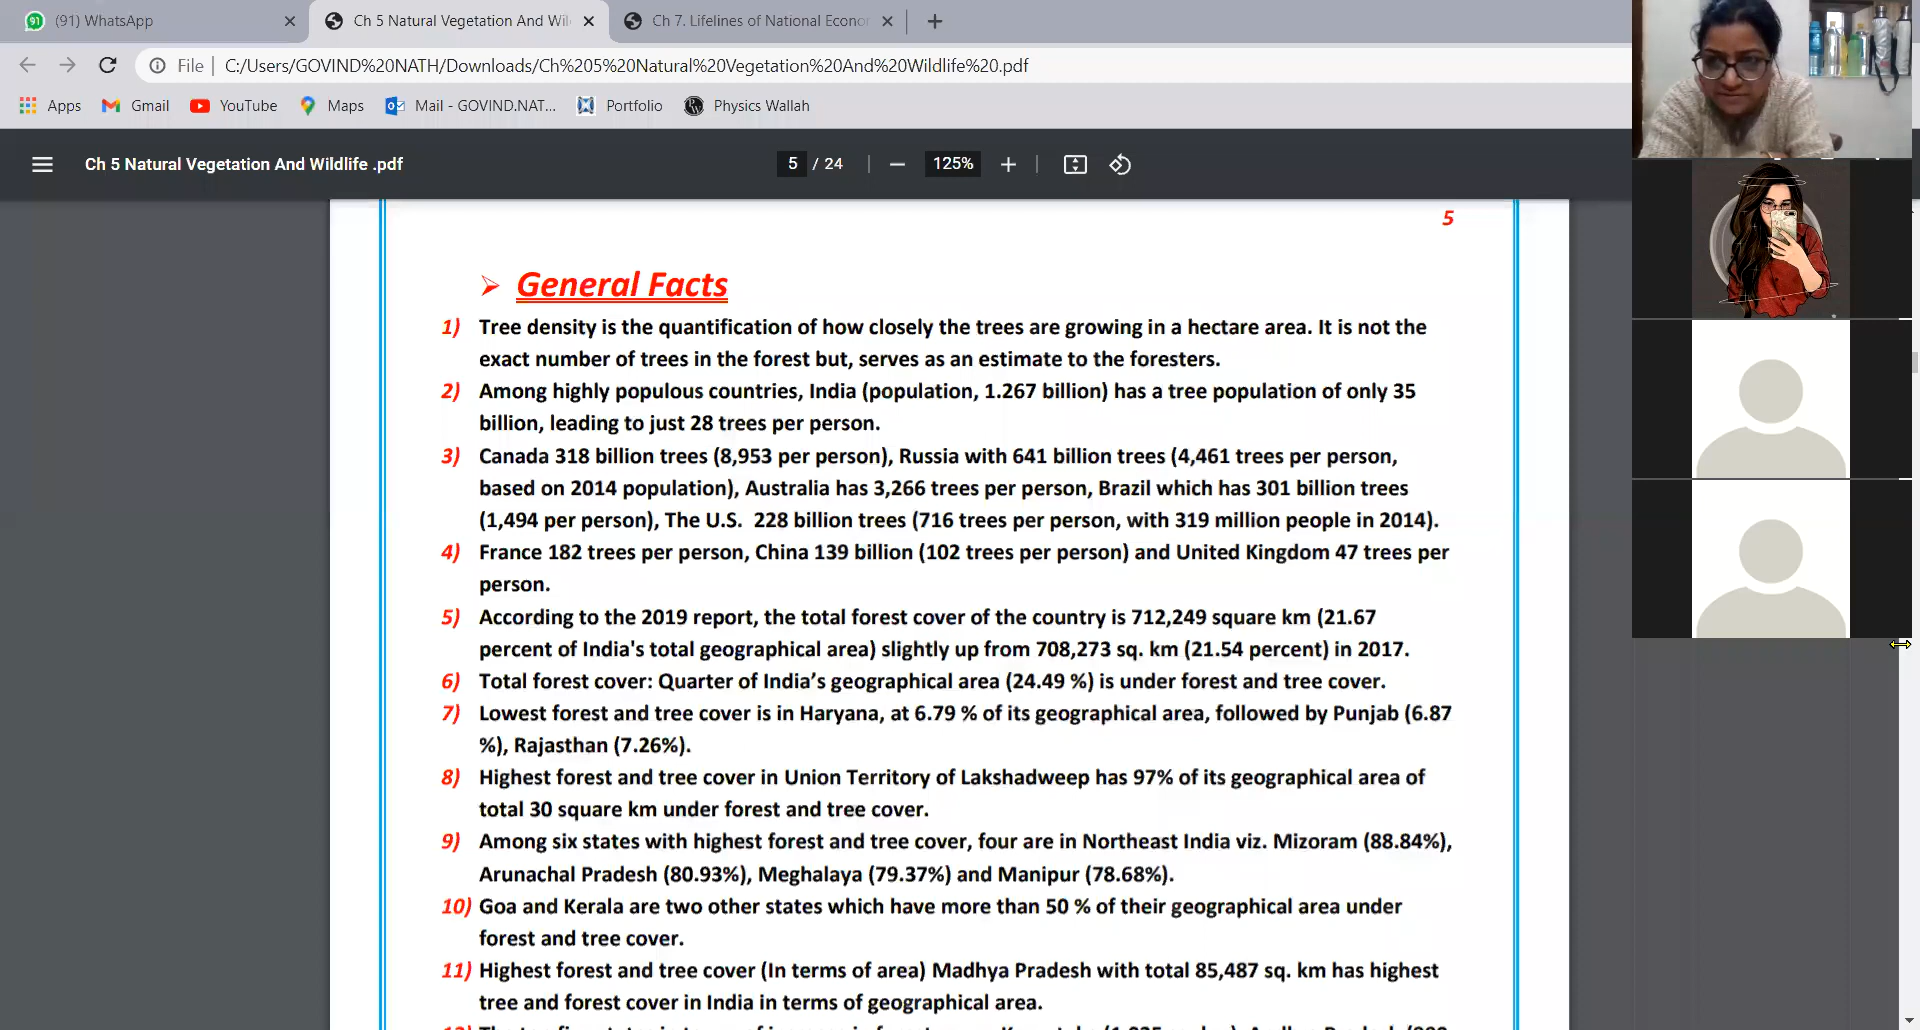 (91) WhatsApp
Ch 5 Natural Vegetation And Wil
Ch 7. Lifelines of National Econo
File
C:/Users/GOVIND%20NATH/Downloads/Ch%205%20Natural%20Vegetation%20And%20Wildlife%20.pdf
Apps
Gmail
YouTube
Maps
Mail - GOVIND.NAT...
Portfolio
Physics Wallah
Ch 5 Natural Vegetation And Wildlife .pdf
5 / 24
125%
5
General Facts
1) Tree density is the quantification of how closely the trees are growing in a hectare area. It is not the
exact number of trees in the forest but, serves as an estimate to the foresters.
2) Among highly populous countries, India (population, 1.267 billion) has a tree population of only 35
billion, leading to just 28 trees per person.
3) Canada 318 billion trees (8,953 per person), Russia with 641 billion trees (4,461 trees per person,
based on 2014 population), Australia has 3,266 trees per person, Brazil which has 301 billion trees
(1,494 per person), The U.S.  228 billion trees (716 trees per person, with 319 million people in 2014).
4) France 182 trees per person, China 139 billion (102 trees per person) and United Kingdom 47 trees per
person.
5) According to the 2019 report, the total forest cover of the country is 712,249 square km (21.67
percent of India's total geographical area) slightly up from 708,273 sq. km (21.54 percent) in 2017.
6) Total forest cover: Quarter of India’s geographical area (24.49 %) is under forest and tree cover.
7) Lowest forest and tree cover is in Haryana, at 6.79 % of its geographical area, followed by Punjab (6.87
%), Rajasthan (7.26%).
8) Highest forest and tree cover in Union Territory of Lakshadweep has 97% of its geographical area of
total 30 square km under forest and tree cover.
9) Among six states with highest forest and tree cover, four are in Northeast India viz. Mizoram (88.84%),
Arunachal Pradesh (80.93%), Meghalaya (79.37%) and Manipur (78.68%).
10) Goa and Kerala are two other states which have more than 50 % of their geographical area under
forest and tree cover.
11) Highest forest and tree cover (In terms of area) Madhya Pradesh with total 85,487 sq. km has highest
tree and forest cover in India in terms of geographical area.